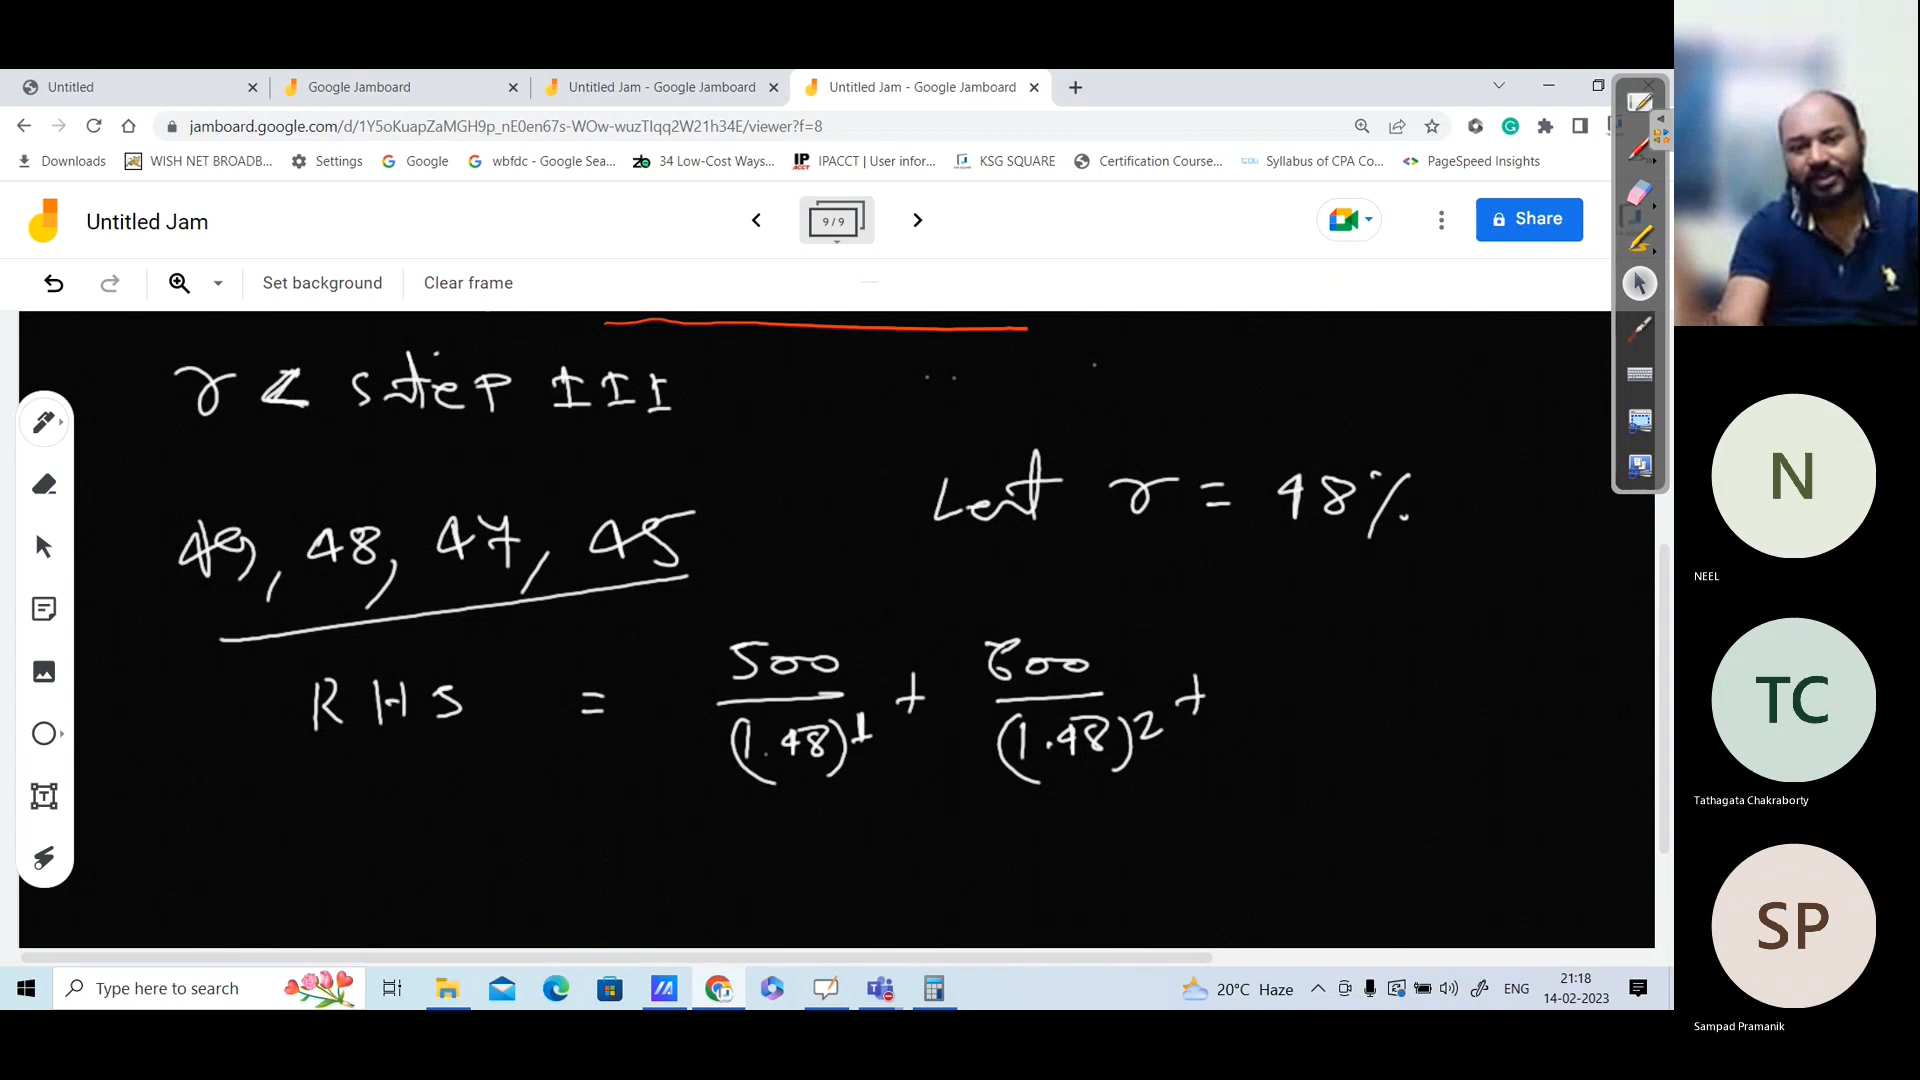 Untitled
Google Jamboard
Untitled Jam - Google Jamboard
Untitled Jam - Google Jamboard
jamboard.google.com/d/1Y5oKuapZaMGH9p_nE0en67s-WOw-wuzTIqq2W21h34E/viewer?f=8
Downloads WISH NET BROADB... Settings Google wbfdc - Google Sea... 34 Low-Cost Ways... IPACCT | User infor... KSG SQUARE Certification Course... Syllabus of CPA Co... PageSpeed Insights
Untitled Jam
9 / 9
Share
Set background Clear frame
r < step III
49, 48, 47, 45
Let r = 48%
RHS = 500/(1.48)^1 + 600/(1.48)^2 +
N
NEEL
TC
Tathagata Chakraborty
SP
Sampad Pramanik
Type here to search
20°C Haze
ENG
21:18
14-02-2023